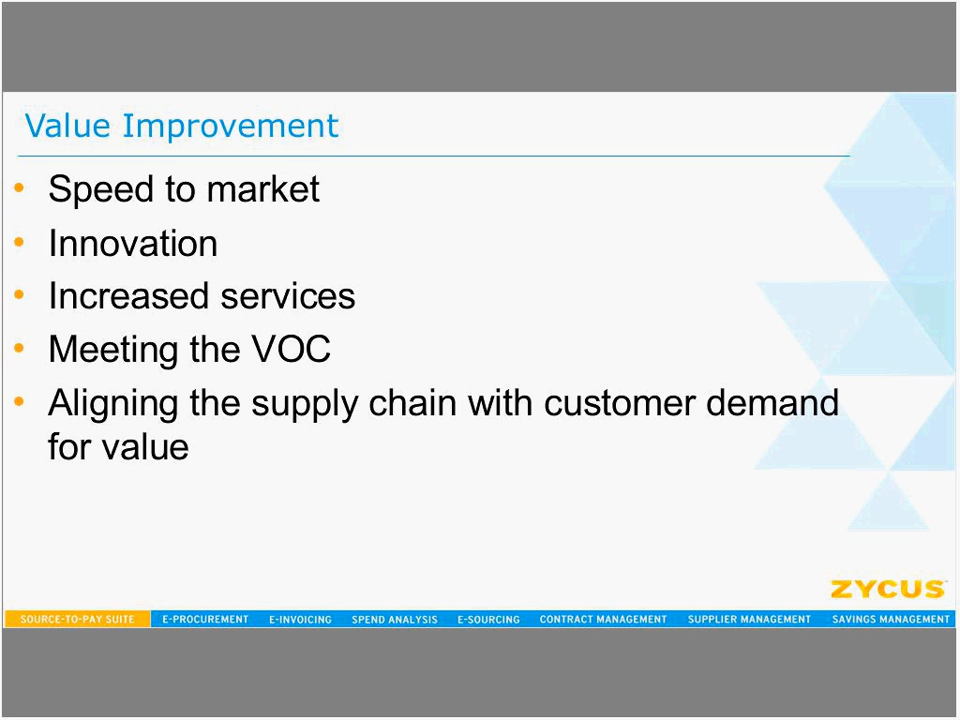 Value Improvement
• Speed to market
• Innovation
• Increased services
• Meeting the VOC
• Aligning the supply chain with customer demand
for value
ZYCUS
SOURCE-TO-PAY SUITE E-PROCUREMENT E-INVOICING SPEND ANALYSIS E-SOURCING CONTRACT MANAGEMENT SUPPLIER MANAGEMENT SAVINGS MANAGEMENT